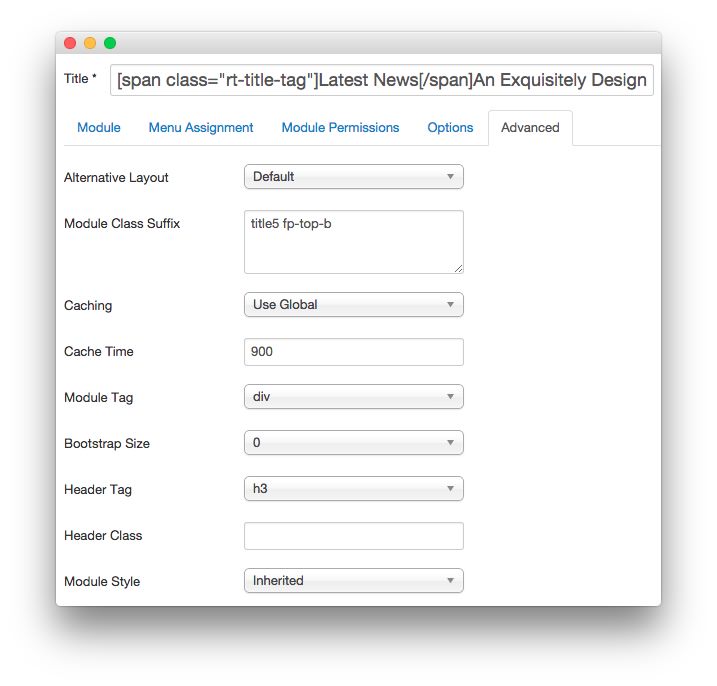 Title * [span class="rt-title-tag"]Latest News[/span]An Exquisitely Design
Module Menu Assignment Module Permissions Options Advanced
Alternative Layout Default
Module Class Suffix title5 fp-top-b
Caching Use Global
Cache Time 900
Module Tag div
Bootstrap Size 0
Header Tag h3
Header Class
Module Style Inherited